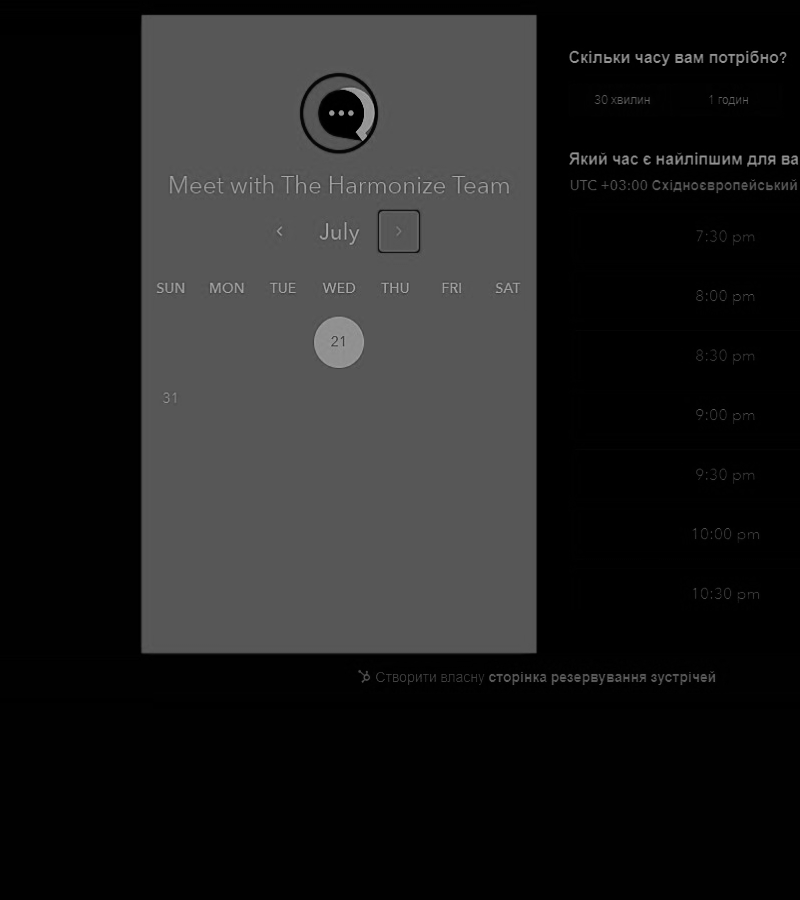 Meet with The Harmonize Team
July
SUN MON TUE WED THU FRI SAT
21
31
Скільки часу вам потрібно?
30 хвилин 1 годин
Який час є найліпшим для ва
UTC +03:00 Східноєвропейський
7:30 pm
8:00 pm
8:30 pm
9:00 pm
9:30 pm
10:00 pm
10:30 pm
Створити власну сторінка резервування зустрічей